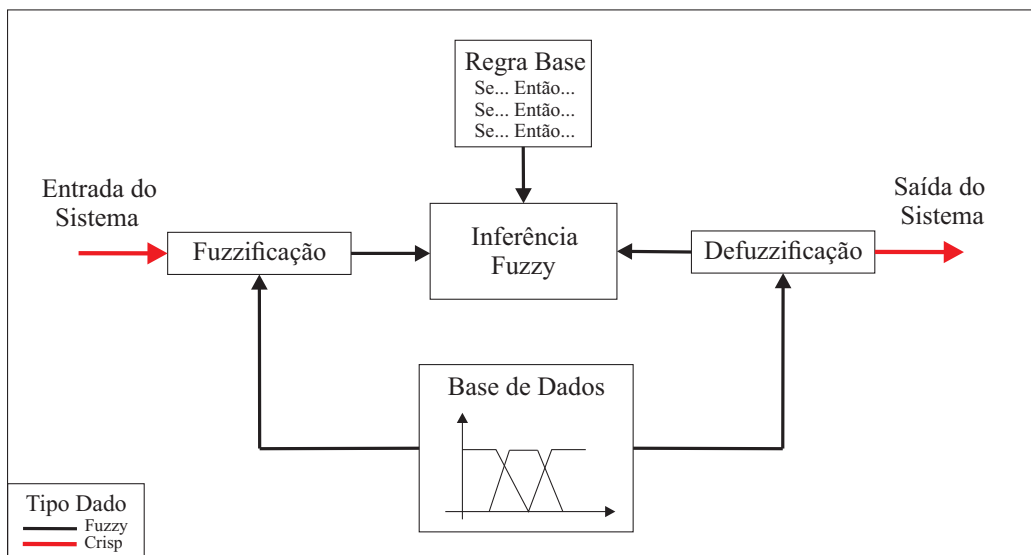 Regra Base
Se... Então...
Se... Então...
Se... Então...
Entrada do
Sistema
Saída do
Sistema
Fuzzificação
Inferência
Fuzzy
Defuzzificação
Base de Dados
Tipo Dado
Fuzzy
Crisp